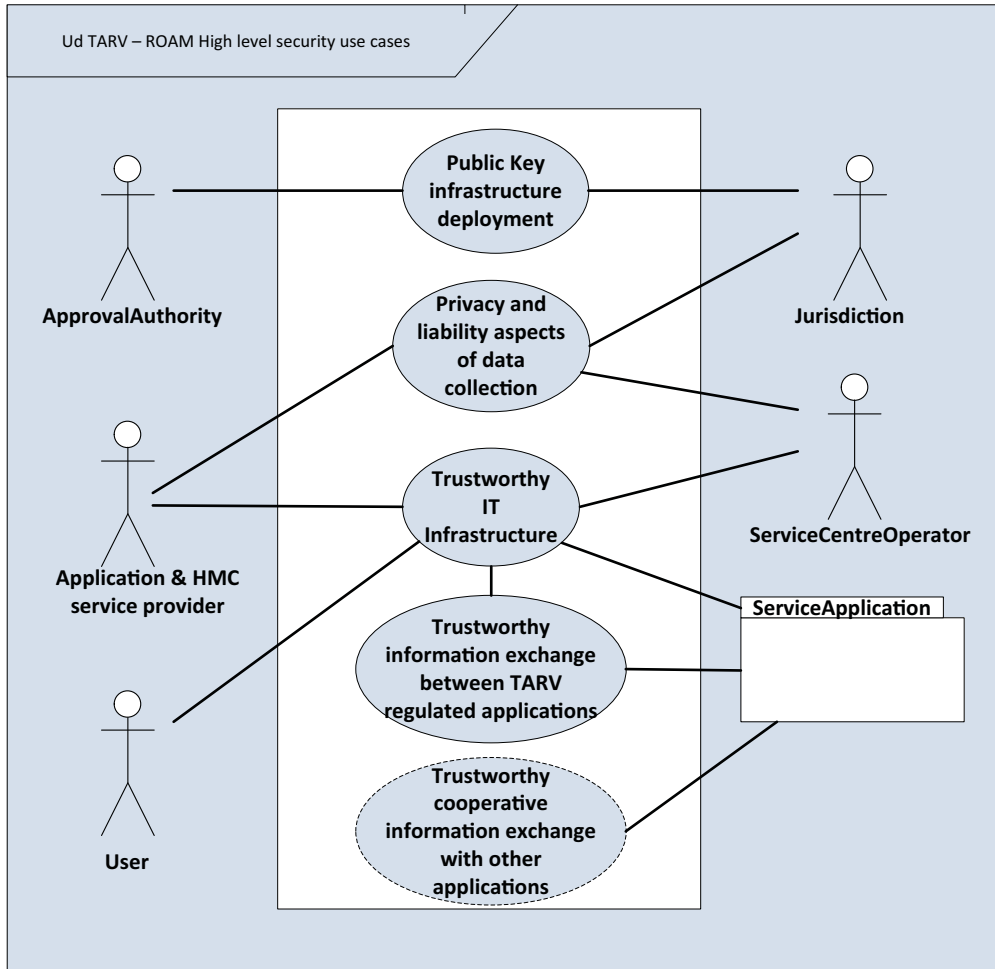 Ud TARV – ROAM High level security use cases
Public Key
infrastructure
deployment
ApprovalAuthority
Jurisdiction
Privacy and
liability aspects
of data
collection
Application & HMC
service provider
Trustworthy
IT
Infrastructure
ServiceCentreOperator
ServiceApplication
Trustworthy
information exchange
between TARV
regulated applications
User
Trustworthy
cooperative
information exchange
with other
applications